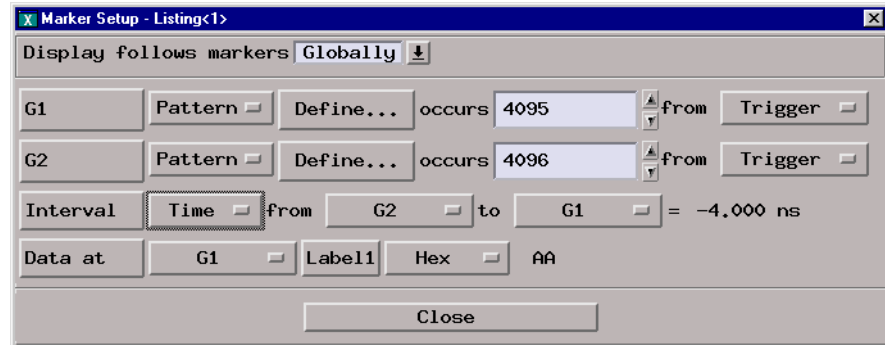 Marker Setup - Listing<1>
Display follows markers Globally
G1 Pattern Define... occurs 4095 from Trigger
G2 Pattern Define... occurs 4096 from Trigger
Interval Time from G2 to G1 = -4.000 ns
Data at G1 Label1 Hex AA
Close